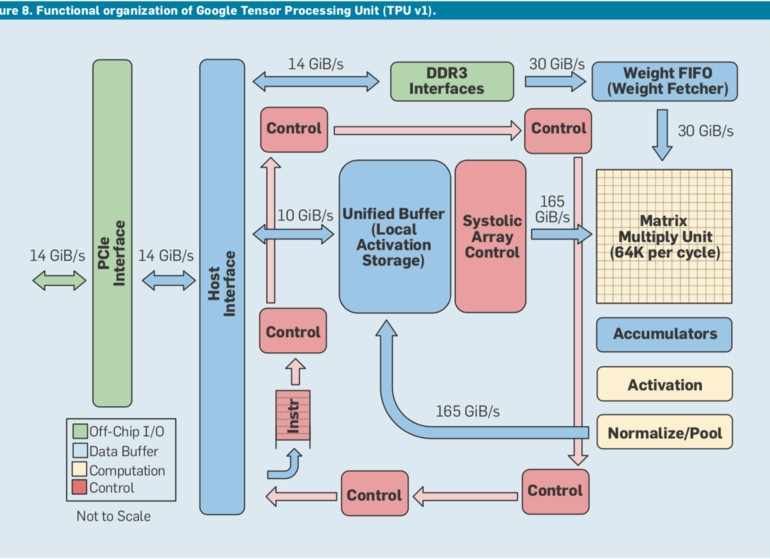 ure 8. Functional organization of Google Tensor Processing Unit (TPU v1).
14 GiB/s
DDR3
Interfaces
30 GiB/s
Weight FIFO
(Weight Fetcher)
Control
Control
30 GiB/s
14 GiB/s
PCIe
Interface
14 GiB/s
Host
Interface
10 GiB/s
Unified Buffer
(Local
Activation
Storage)
Systolic
Array
Control
165
GiB/s
Matrix
Multiply Unit
(64K per cycle)
Control
Accumulators
Instr
165 GiB/s
Activation
Normalize/Pool
Off-Chip I/O
Data Buffer
Computation
Control
Not to Scale
Control
Control